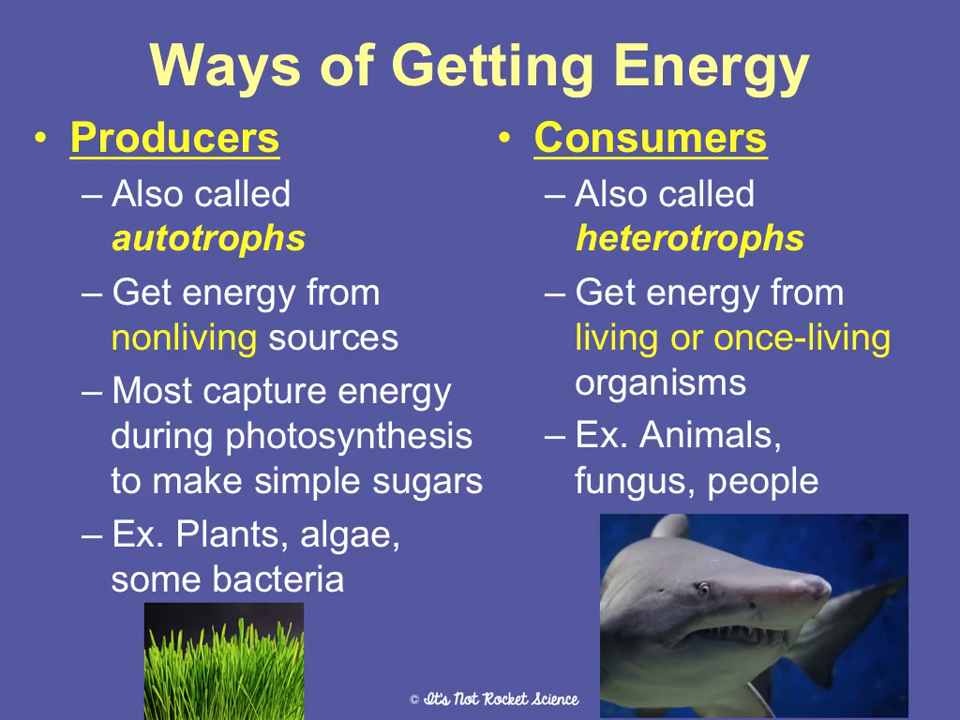 Ways of Getting Energy
• Producers
– Also called
autotrophs
– Get energy from
nonliving sources
– Most capture energy
during photosynthesis
to make simple sugars
– Ex. Plants, algae,
some bacteria
• Consumers
– Also called
heterotrophs
– Get energy from
living or once-living
organisms
– Ex. Animals,
fungus, people
© It's Not Rocket Science